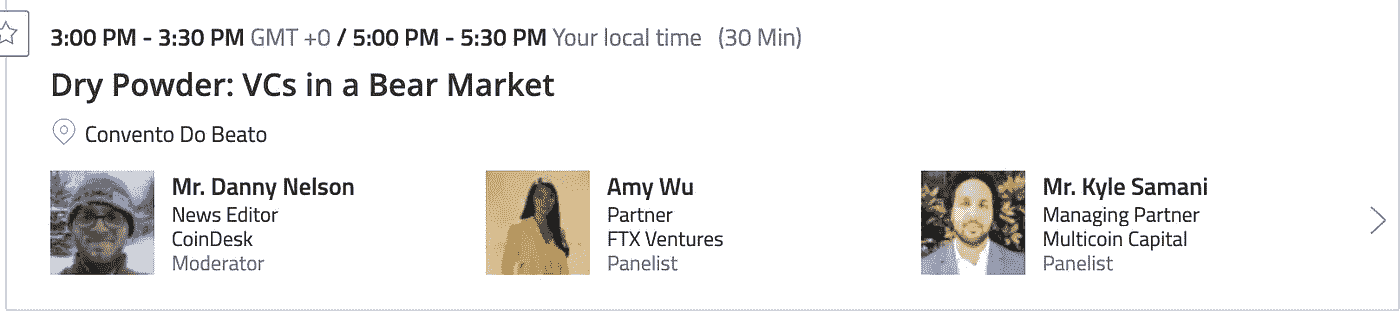 3:00 PM - 3:30 PM GMT +0 / 5:00 PM - 5:30 PM Your local time (30 Min)
Dry Powder: VCs in a Bear Market
Convento Do Beato
Mr. Danny Nelson
News Editor
CoinDesk
Moderator
Amy Wu
Partner
FTX Ventures
Panelist
Mr. Kyle Samani
Managing Partner
Multicoin Capital
Panelist